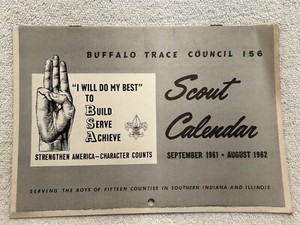 BUFFALO TRACE COUNCIL 156
"I WILL DO MY BEST"
TO
BUILD
SERVE
ACHIEVE
STRENGTHEN AMERICA—CHARACTER COUNTS
Scout
Calendar
SEPTEMBER 1961 • AUGUST 1962
SERVING THE BOYS OF FIFTEEN COUNTIES IN SOUTHERN INDIANA AND ILLINOIS